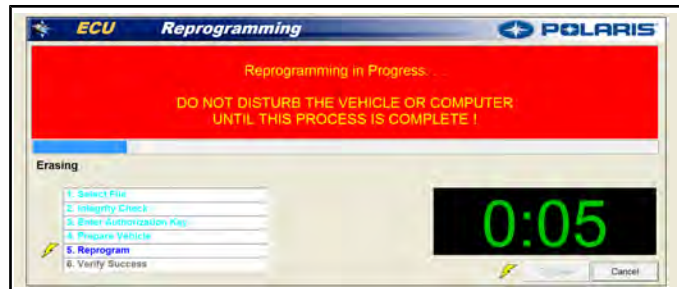 ECU Reprogramming
POLARIS
Reprogramming in Progress. . .
DO NOT DISTURB THE VEHICLE OR COMPUTER
UNTIL THIS PROCESS IS COMPLETE !
Erasing
1. Select File
2. Integrity Check
3. Enter Authorization Key
4. Prepare Vehicle
5. Reprogram
6. Verify Success
0:05
Cancel